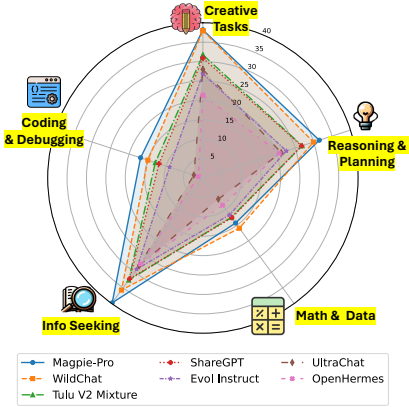 Creative
Tasks
40
35
30
25
20
15
10
5
Coding
& Debugging
Reasoning &
Planning
Info Seeking
Math & Data
Magpie-Pro
WildChat
Tulu V2 Mixture
ShareGPT
Evol Instruct
UltraChat
OpenHermes